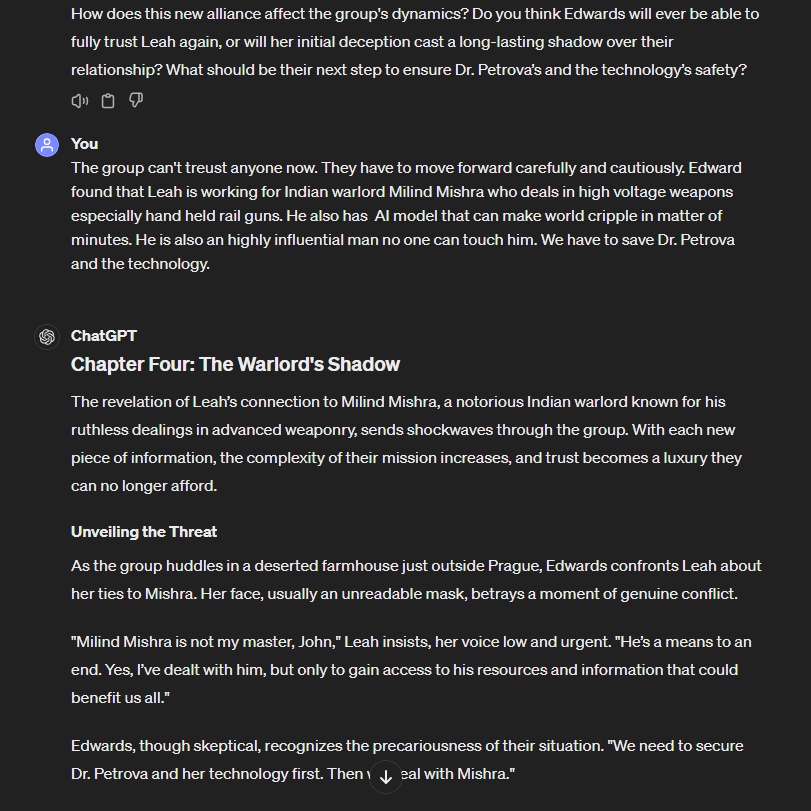 How does this new alliance affect the group's dynamics? Do you think Edwards will ever be able to
fully trust Leah again, or will her initial deception cast a long-lasting shadow over their
relationship? What should be their next step to ensure Dr. Petrova's and the technology's safety?
You
The group can't treust anyone now. They have to move forward carefully and cautiously. Edward
found that Leah is working for Indian warlord Milind Mishra who deals in high voltage weapons
especially hand held rail guns. He also has AI model that can make world cripple in matter of
minutes. He is also an highly influential man no one can touch him. We have to save Dr. Petrova
and the technology.
ChatGPT
Chapter Four: The Warlord's Shadow
The revelation of Leah's connection to Milind Mishra, a notorious Indian warlord known for his
ruthless dealings in advanced weaponry, sends shockwaves through the group. With each new
piece of information, the complexity of their mission increases, and trust becomes a luxury they
can no longer afford.
Unveiling the Threat
As the group huddles in a deserted farmhouse just outside Prague, Edwards confronts Leah about
her ties to Mishra. Her face, usually an unreadable mask, betrays a moment of genuine conflict.
"Milind Mishra is not my master, John," Leah insists, her voice low and urgent. "He's a means to an
end. Yes, I've dealt with him, but only to gain access to his resources and information that could
benefit us all."
Edwards, though skeptical, recognizes the precariousness of their situation. "We need to secure
Dr. Petrova and her technology first. Then with Mishra."